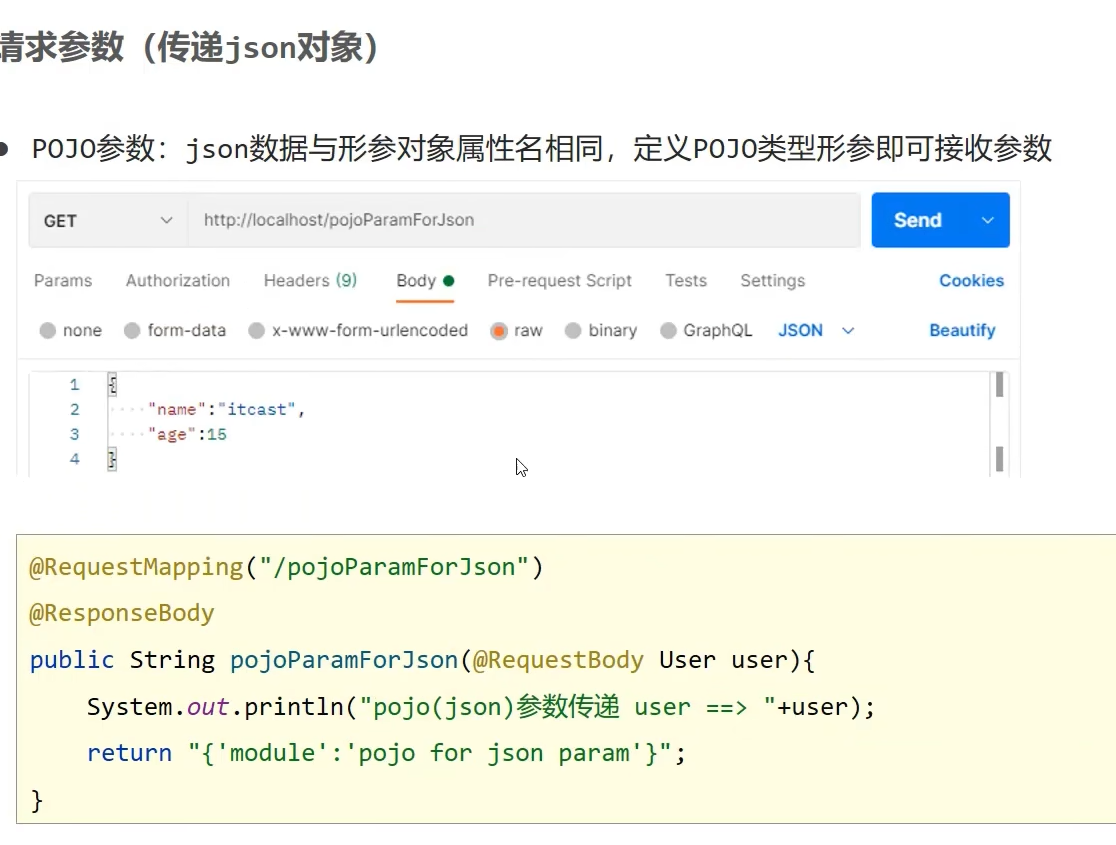 请求参数（传递json对象）
POJO参数：json数据与形参对象属性名相同，定义POJO类型形参即可接收参数
GET http://localhost/pojoParamForJson Send
Params Authorization Headers (9) Body Pre-request Script Tests Settings Cookies
none form-data x-www-form-urlencoded raw binary GraphQL JSON Beautify
1 {
2 ····"name":"itcast",
3 ····"age":15
4 }
@RequestMapping("/pojoParamForJson")
@ResponseBody
public String pojoParamForJson(@RequestBody User user){
    System.out.println("pojo(json)参数传递 user ==> "+user);
    return "{'module':'pojo for json param'}";
}